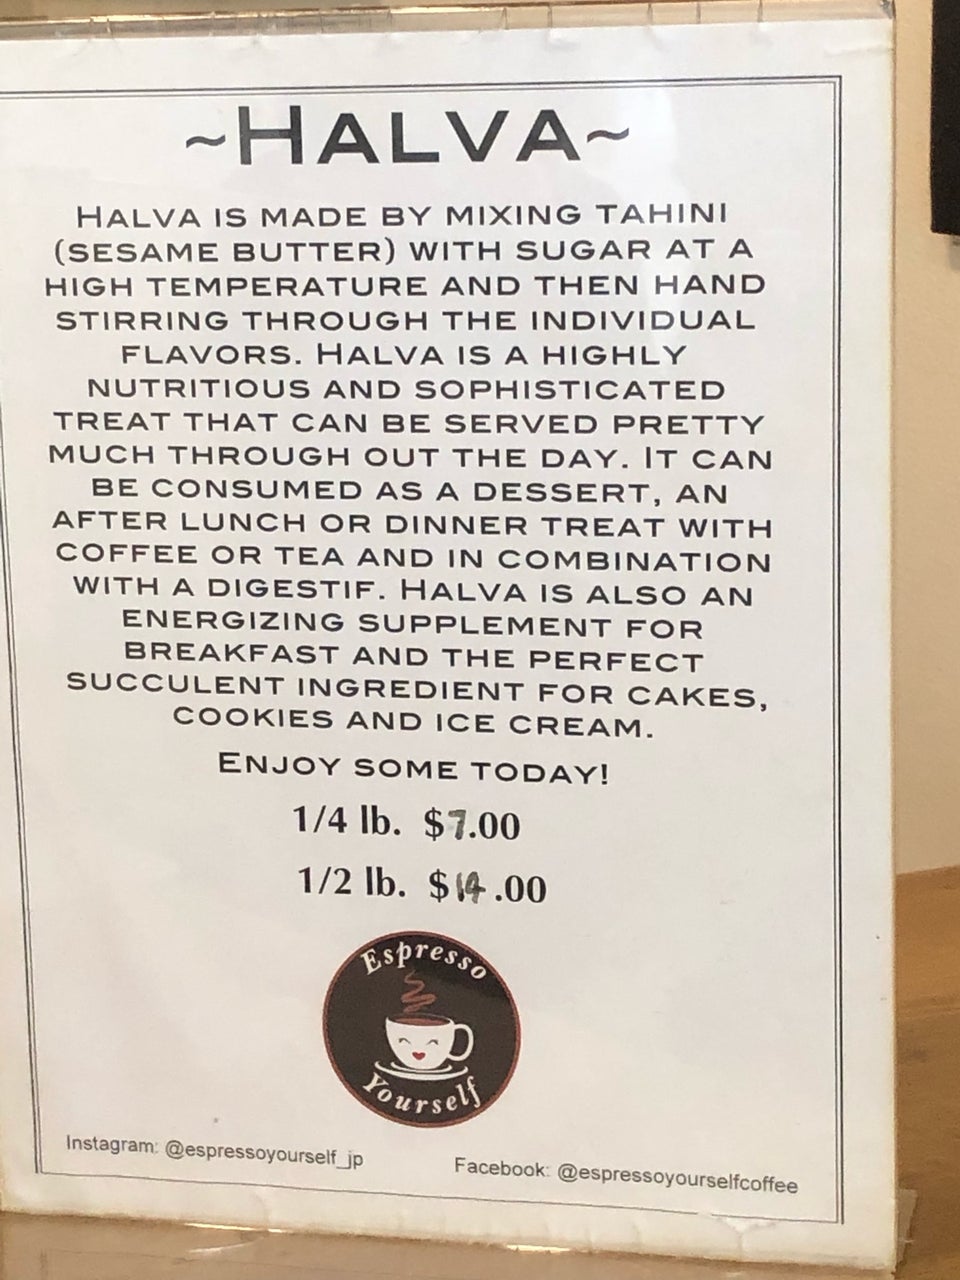 ~HALVA~
HALVA IS MADE BY MIXING TAHINI
(SESAME BUTTER) WITH SUGAR AT A
HIGH TEMPERATURE AND THEN HAND
STIRRING THROUGH THE INDIVIDUAL
FLAVORS. HALVA IS A HIGHLY
NUTRITIOUS AND SOPHISTICATED
TREAT THAT CAN BE SERVED PRETTY
MUCH THROUGH OUT THE DAY. IT CAN
BE CONSUMED AS A DESSERT, AN
AFTER LUNCH OR DINNER TREAT WITH
COFFEE OR TEA AND IN COMBINATION
WITH A DIGESTIF. HALVA IS ALSO AN
ENERGIZING SUPPLEMENT FOR
BREAKFAST AND THE PERFECT
SUCCULENT INGREDIENT FOR CAKES,
COOKIES AND ICE CREAM.
ENJOY SOME TODAY!
1/4 lb. $7.00
1/2 lb. $14.00
Espresso
Yourself
Instagram: @espressoyourself_jp
Facebook: @espressoyourselfcoffee